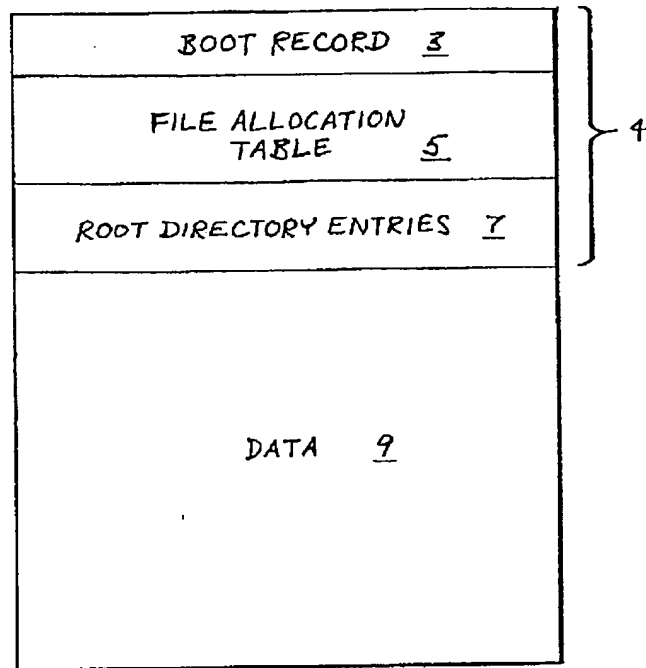 BOOT RECORD 3
4
FILE ALLOCATION
TABLE 5
ROOT DIRECTORY ENTRIES 7
DATA 9